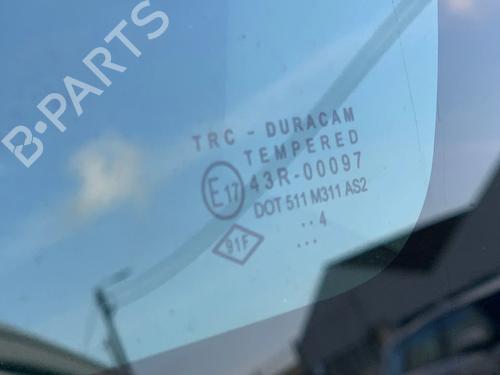 B-PARTS
TRC - DURACAM
TEMPERED
E17 43R-00097
DOT 511 M311 AS2
·· 4
91F ...